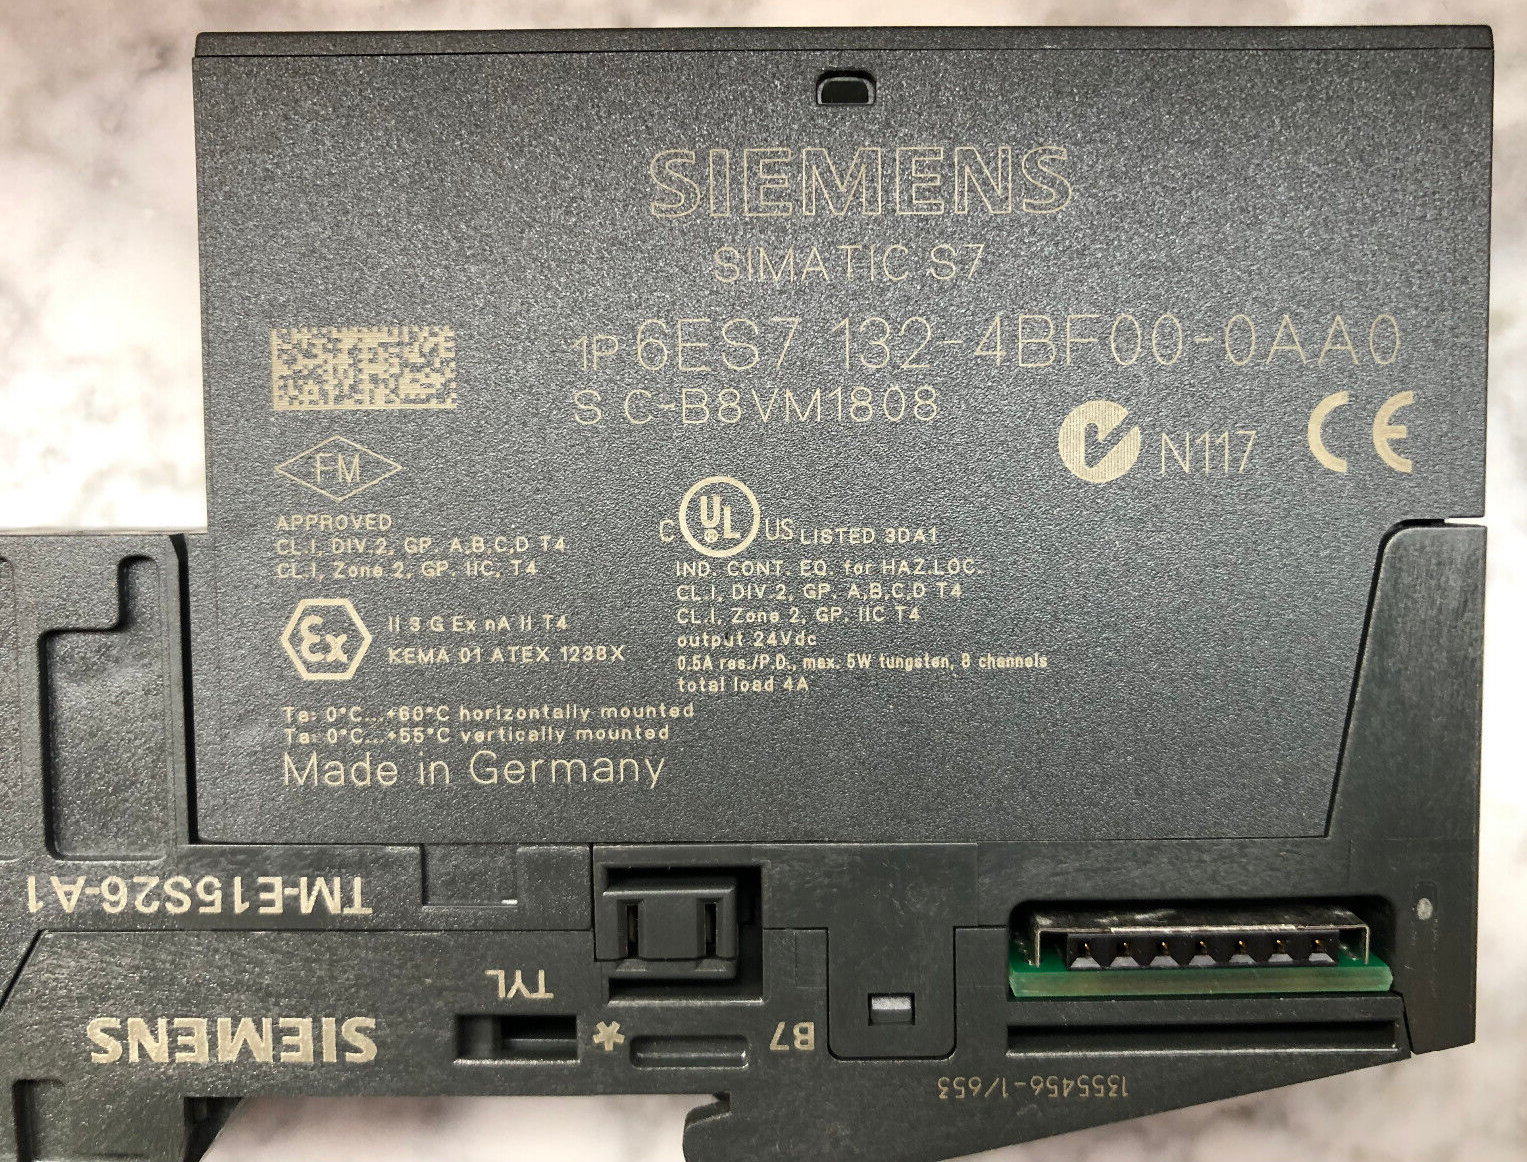 SIEMENS
SIMATIC S7
1P 6ES7 132-4BF00-0AA0
S C-B8VM1808
N117 CE
FM
APPROVED
CL.I, DIV.2, GP. A,B,C,D T4
CL.I, Zone 2, GP. IIC, T4
Ex II 3 G Ex nA II T4
KEMA 01 ATEX 1238X
C UL US LISTED 3DA1
IND. CONT. EQ. for HAZ.LOC.
CL.I, DIV.2, GP. A,B,C,D T4
CL.I, Zone 2, GP. IIC T4
output 24Vdc
0.5A res./P.D., max. 5W tungsten, 8 channels
total load 4A
Ta: 0°C...+60°C horizontally mounted
Ta: 0°C...+55°C vertically mounted
Made in Germany
TM-E15S26-A1
TYL
SIEMENS
* B7
1355456-1/653